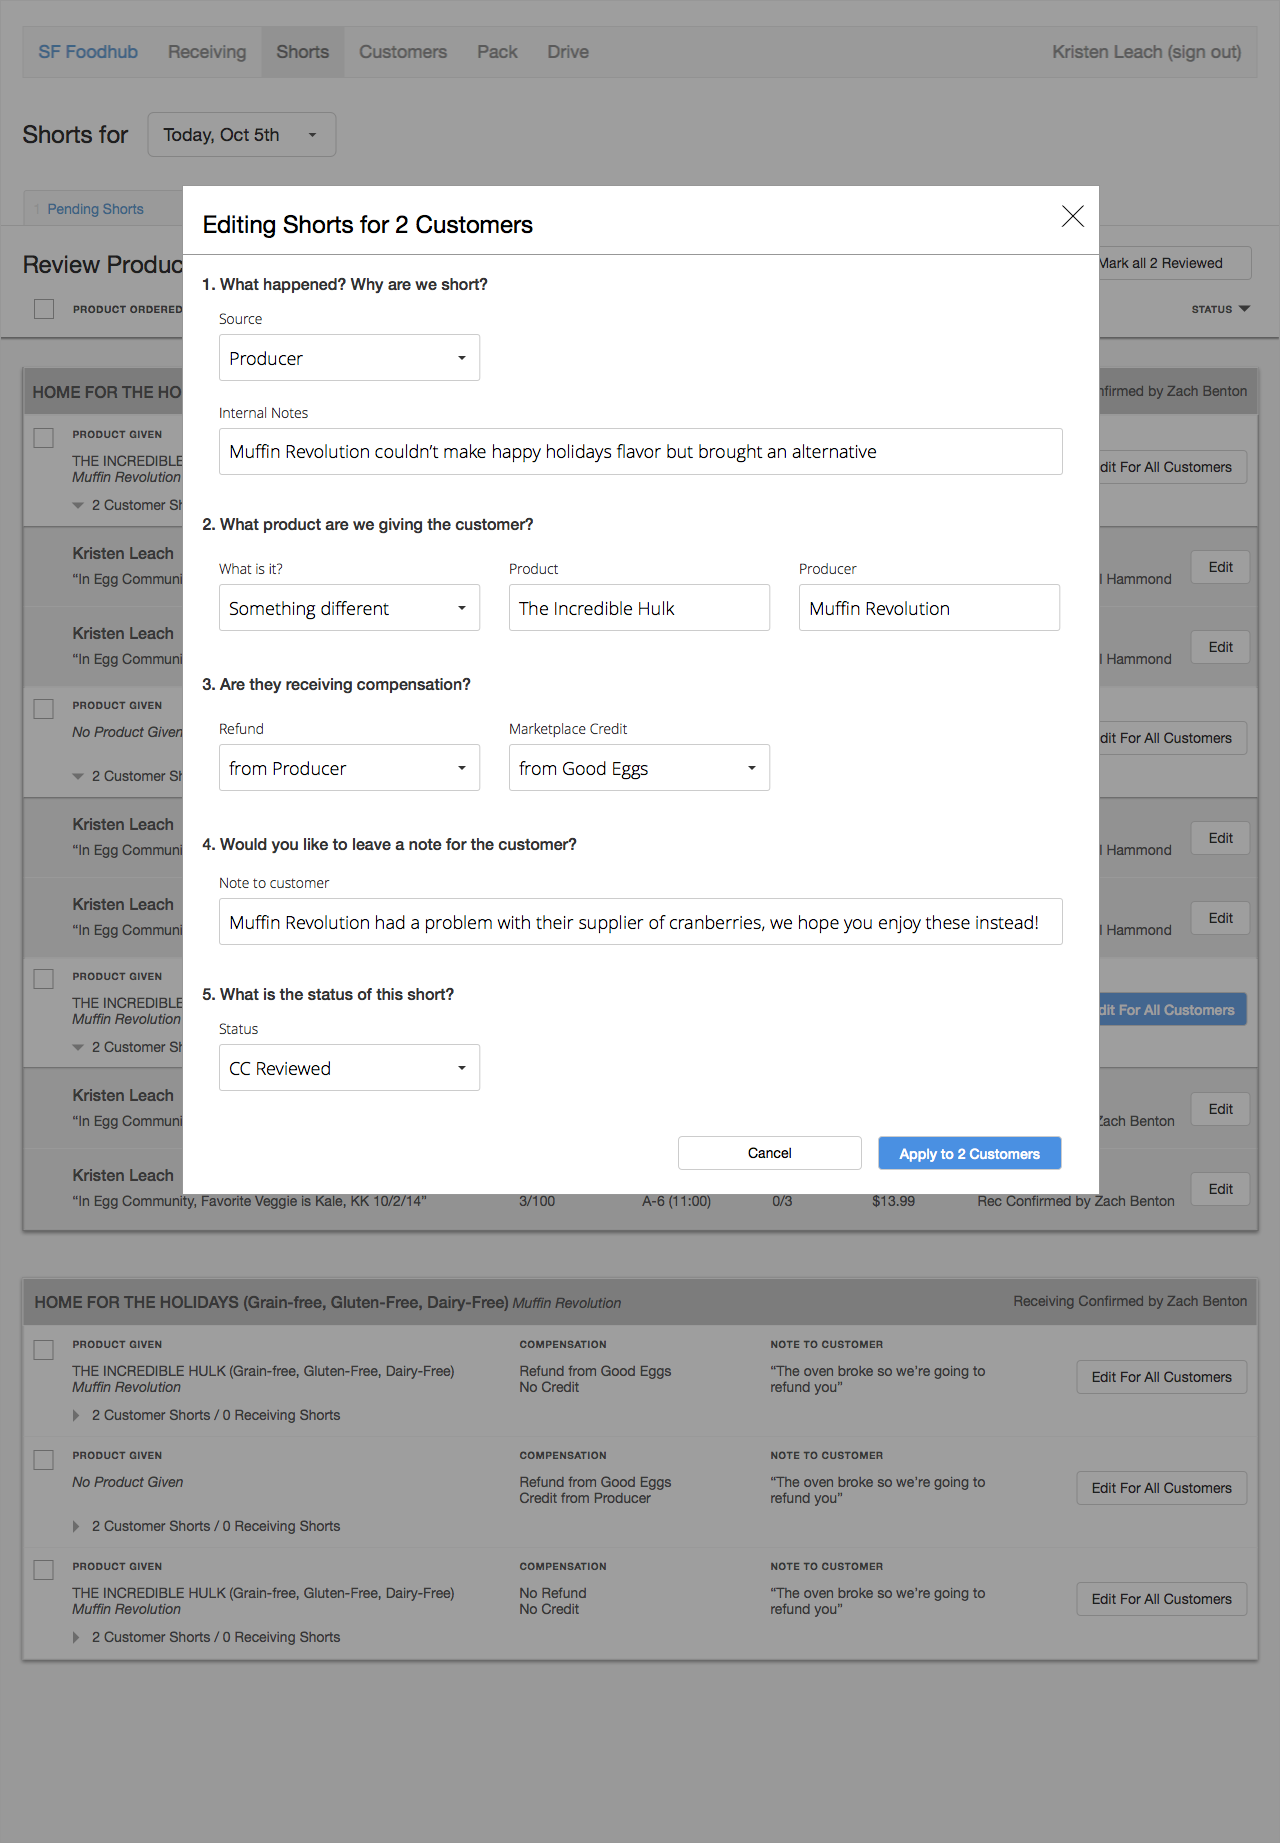 SF Foodhub Receiving Shorts Customers Pack Drive Kristen Leach (sign out)
Shorts for Today, Oct 5th
1 Pending Shorts
Editing Shorts for 2 Customers
Review Produc Mark all 2 Reviewed
PRODUCT ORDERED STATUS
1. What happened? Why are we short?
Source
Producer
Internal Notes
Muffin Revolution couldn’t make happy holidays flavor but brought an alternative
2. What product are we giving the customer?
What is it? Product Producer
Something different The Incredible Hulk Muffin Revolution
3. Are they receiving compensation?
Refund Marketplace Credit
from Producer from Good Eggs
4. Would you like to leave a note for the customer?
Note to customer
Muffin Revolution had a problem with their supplier of cranberries, we hope you enjoy these instead!
5. What is the status of this short?
Status
CC Reviewed
Cancel Apply to 2 Customers
HOME FOR THE HO nfirmed by Zach Benton
PRODUCT GIVEN
THE INCREDIBLE
Muffin Revolution
dit For All Customers
2 Customer Sh
Kristen Leach
“In Egg Communi l Hammond Edit
Kristen Leach
“In Egg Communi l Hammond Edit
PRODUCT GIVEN
No Product Given dit For All Customers
2 Customer Sh
Kristen Leach
“In Egg Communi l Hammond Edit
Kristen Leach
“In Egg Communi l Hammond Edit
PRODUCT GIVEN
THE INCREDIBLE
Muffin Revolution
dit For All Customers
2 Customer Sh
Kristen Leach
“In Egg Communi Zach Benton Edit
Kristen Leach
“In Egg Community, Favorite Veggie is Kale, KK 10/2/14” 3/100 A-6 (11:00) 0/3 $13.99 Rec Confirmed by Zach Benton Edit
HOME FOR THE HOLIDAYS (Grain-free, Gluten-Free, Dairy-Free) Muffin Revolution Receiving Confirmed by Zach Benton
PRODUCT GIVEN COMPENSATION NOTE TO CUSTOMER
THE INCREDIBLE HULK (Grain-free, Gluten-Free, Dairy-Free) Refund from Good Eggs “The oven broke so we're going to
Muffin Revolution No Credit refund you”
Edit For All Customers
2 Customer Shorts / 0 Receiving Shorts
PRODUCT GIVEN COMPENSATION NOTE TO CUSTOMER
No Product Given Refund from Good Eggs “The oven broke so we're going to
Credit from Producer refund you”
Edit For All Customers
2 Customer Shorts / 0 Receiving Shorts
PRODUCT GIVEN COMPENSATION NOTE TO CUSTOMER
THE INCREDIBLE HULK (Grain-free, Gluten-Free, Dairy-Free) No Refund “The oven broke so we're going to
Muffin Revolution No Credit refund you”
Edit For All Customers
2 Customer Shorts / 0 Receiving Shorts